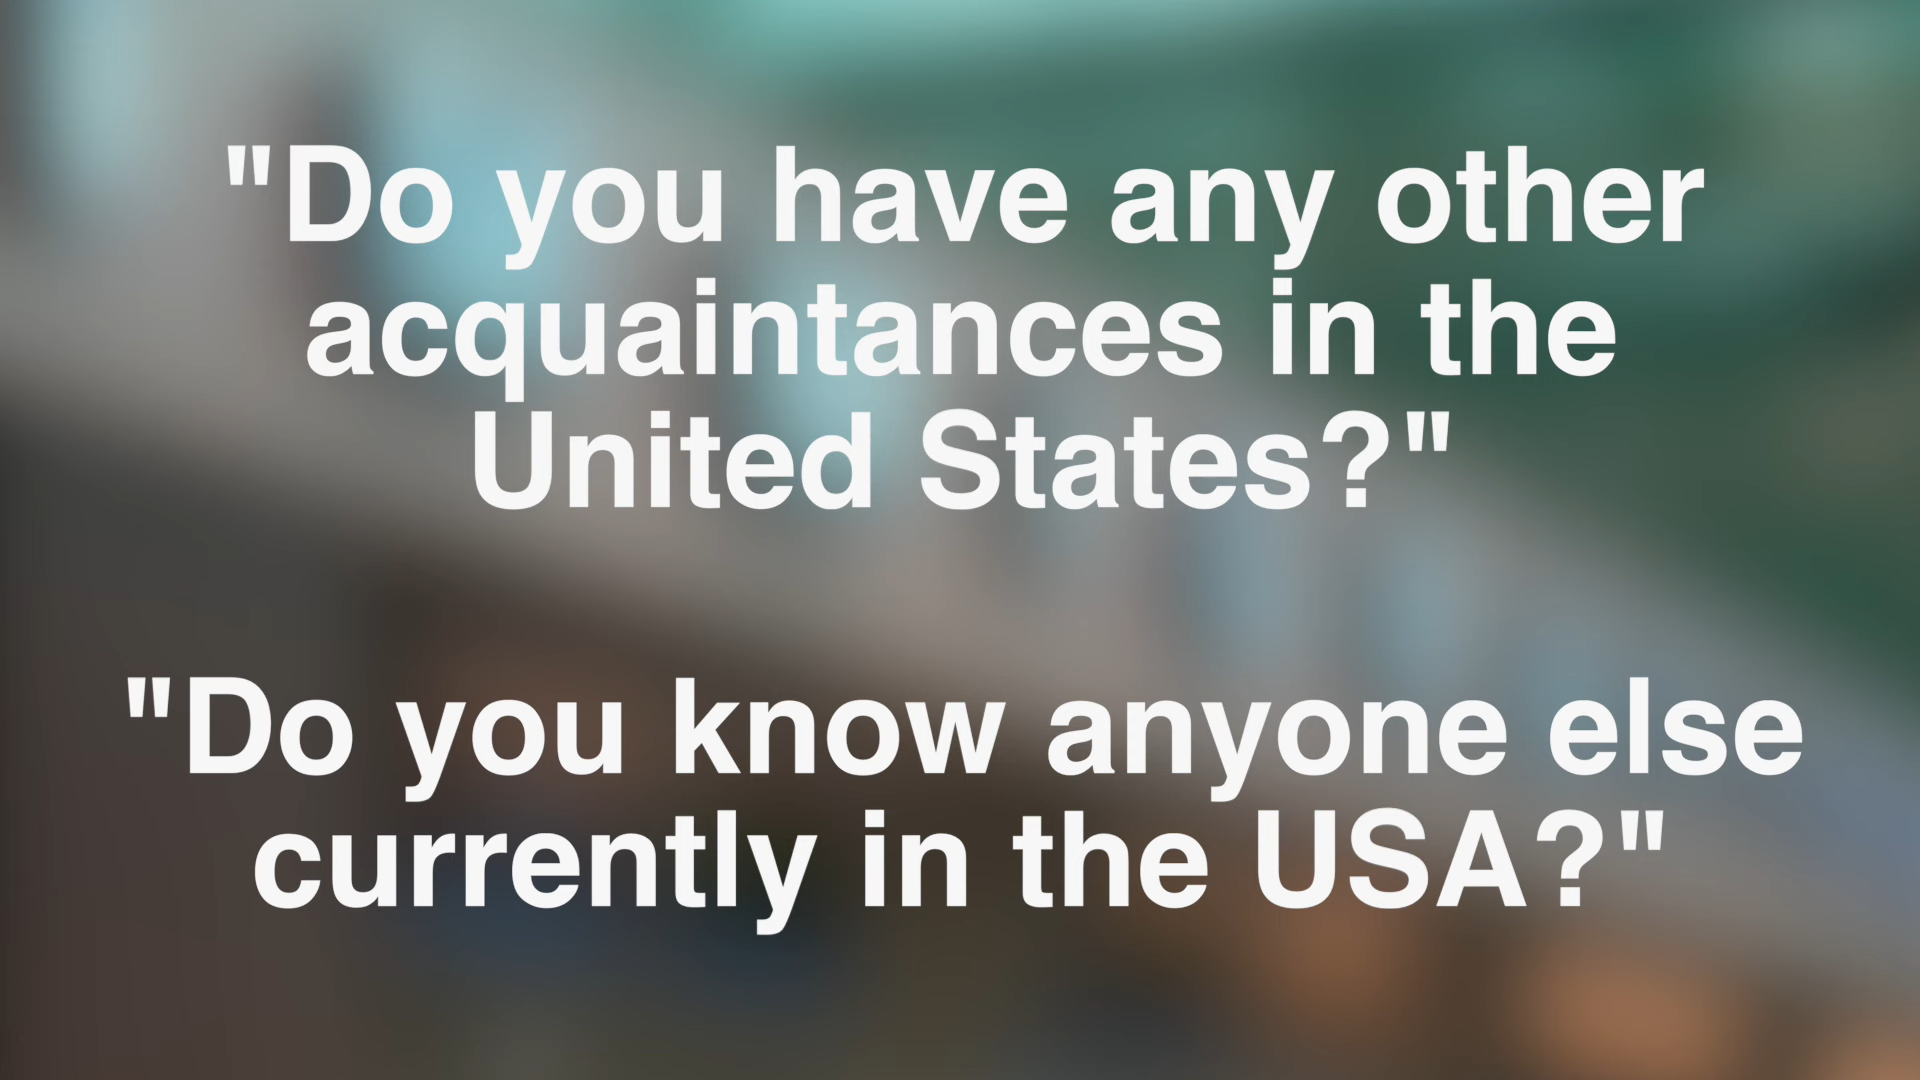 "Do you have any other
acquaintances in the
United States?"
"Do you know anyone else
currently in the USA?"